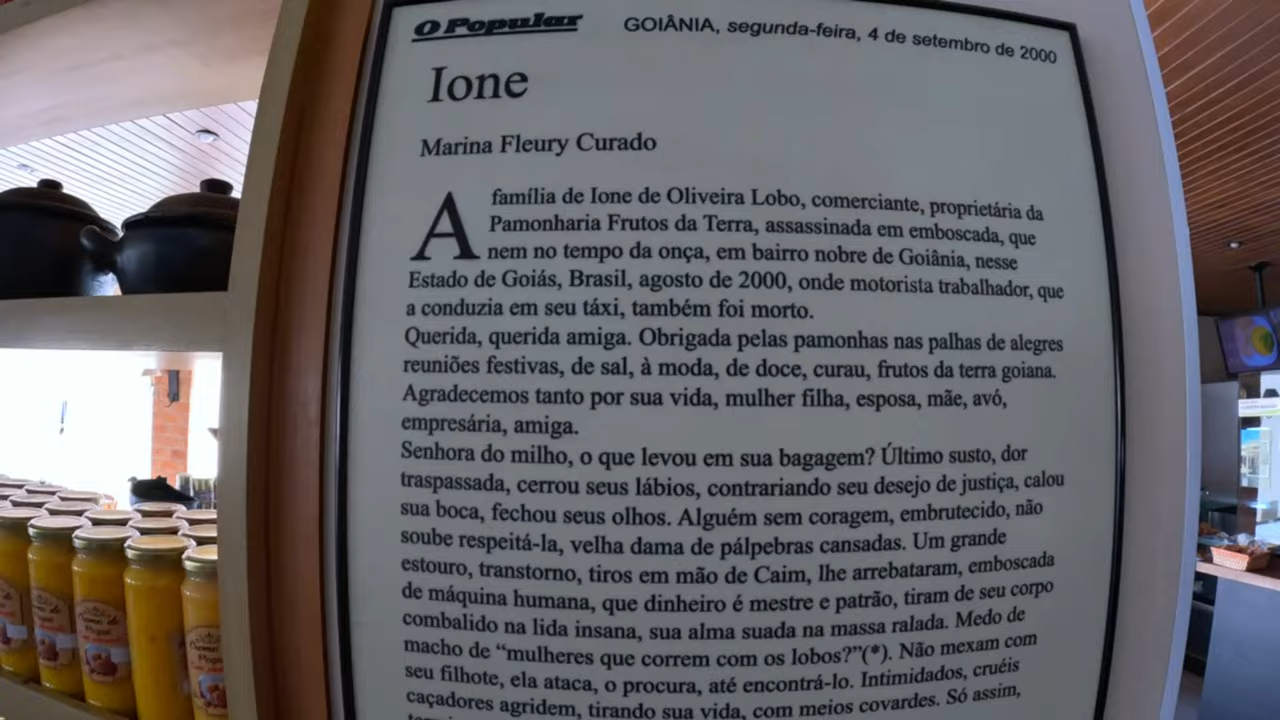 O Popular
GOIÂNIA, segunda-feira, 4 de setembro de 2000
Ione
Marina Fleury Curado
A família de Ione de Oliveira Lobo, comerciante, proprietária da
Pamonharia Frutos da Terra, assassinada em emboscada, que
nem no tempo da onça, em bairro nobre de Goiânia, nesse
Estado de Goiás, Brasil, agosto de 2000, onde motorista trabalhador, que
a conduzia em seu táxi, também foi morto.
Querida, querida amiga. Obrigada pelas pamonhas nas palhas de alegres
reuniões festivas, de sal, à moda, de doce, curau, frutos da terra goiana.
Agradecemos tanto por sua vida, mulher filha, esposa, mãe, avó,
empresária, amiga.
Senhora do milho, o que levou em sua bagagem? Último susto, dor
traspassada, cerrou seus lábios, contrariando seu desejo de justiça, calou
sua boca, fechou seus olhos. Alguém sem coragem, embrutecido, não
soube respeitá-la, velha dama de pálpebras cansadas. Um grande
estouro, transtorno, tiros em mão de Caim, lhe arrebataram, emboscada
de máquina humana, que dinheiro é mestre e patrão, tiram de seu corpo
combalido na lida insana, sua alma suada na massa ralada. Medo de
macho de “mulheres que correm com os lobos?”(*). Não mexam com
seu filhote, ela ataca, o procura, até encontrá-lo. Intimidados, cruéis
caçadores agridem, tirando sua vida, com meios covardes. Só assim,